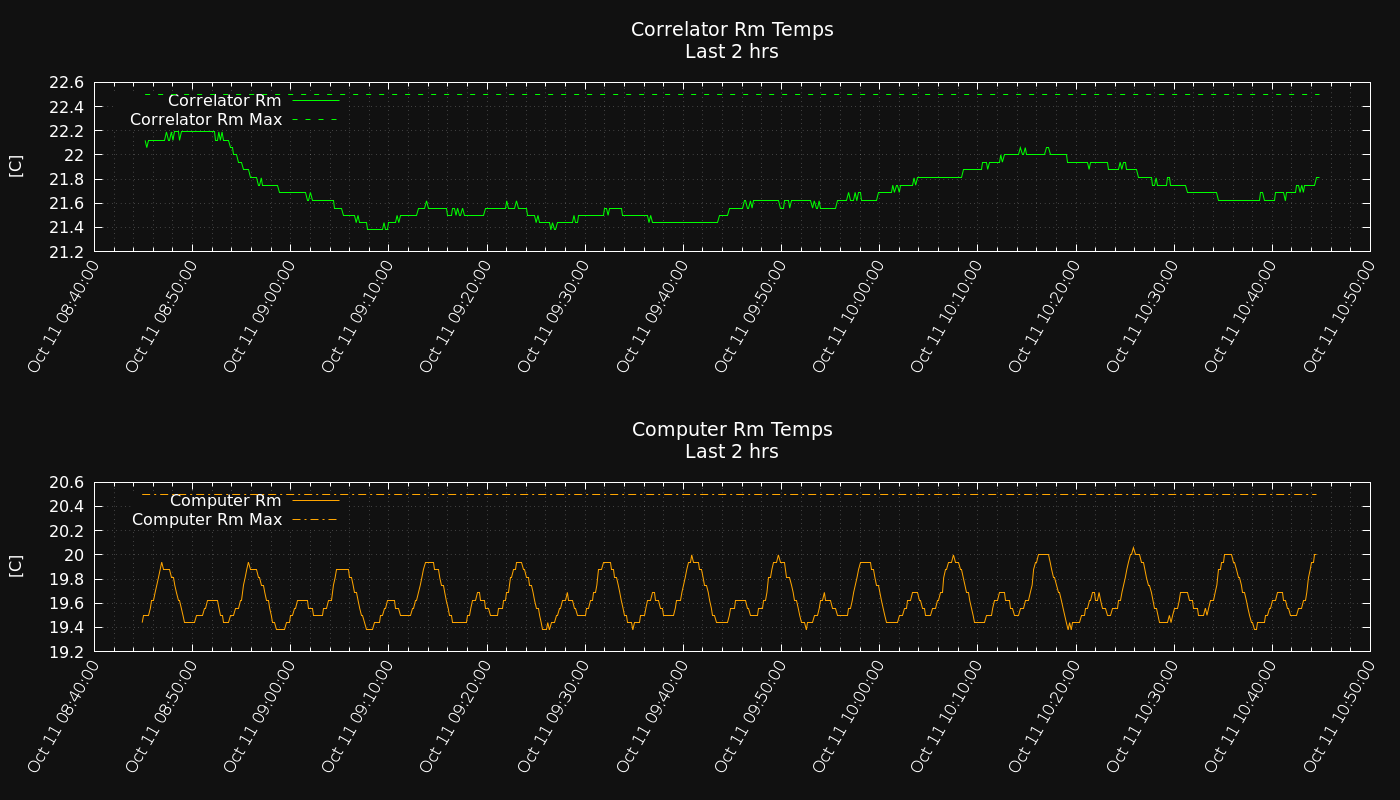 Correlator Rm Temps
Last 2 hrs
[C]
22.6
22.4
22.2
22
21.8
21.6
21.4
21.2
Correlator Rm
Correlator Rm Max
Oct 11 08:40:00
Oct 11 08:50:00
Oct 11 09:00:00
Oct 11 09:10:00
Oct 11 09:20:00
Oct 11 09:30:00
Oct 11 09:40:00
Oct 11 09:50:00
Oct 11 10:00:00
Oct 11 10:10:00
Oct 11 10:20:00
Oct 11 10:30:00
Oct 11 10:40:00
Oct 11 10:50:00
Computer Rm Temps
Last 2 hrs
[C]
20.6
20.4
20.2
20
19.8
19.6
19.4
19.2
Computer Rm
Computer Rm Max
Oct 11 08:40:00
Oct 11 08:50:00
Oct 11 09:00:00
Oct 11 09:10:00
Oct 11 09:20:00
Oct 11 09:30:00
Oct 11 09:40:00
Oct 11 09:50:00
Oct 11 10:00:00
Oct 11 10:10:00
Oct 11 10:20:00
Oct 11 10:30:00
Oct 11 10:40:00
Oct 11 10:50:00